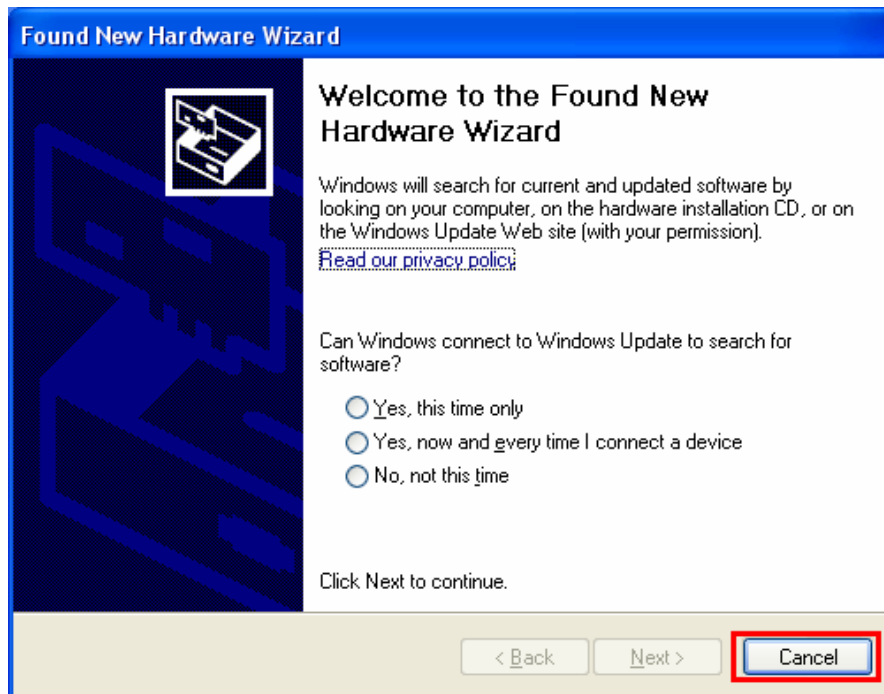 Found New Hardware Wizard
Welcome to the Found New
Hardware Wizard
Windows will search for current and updated software by
looking on your computer, on the hardware installation CD, or on
the Windows Update Web site (with your permission).
Read our privacy policy
Can Windows connect to Windows Update to search for
software?
Yes, this time only
Yes, now and every time I connect a device
No, not this time
Click Next to continue.
< Back Next > Cancel